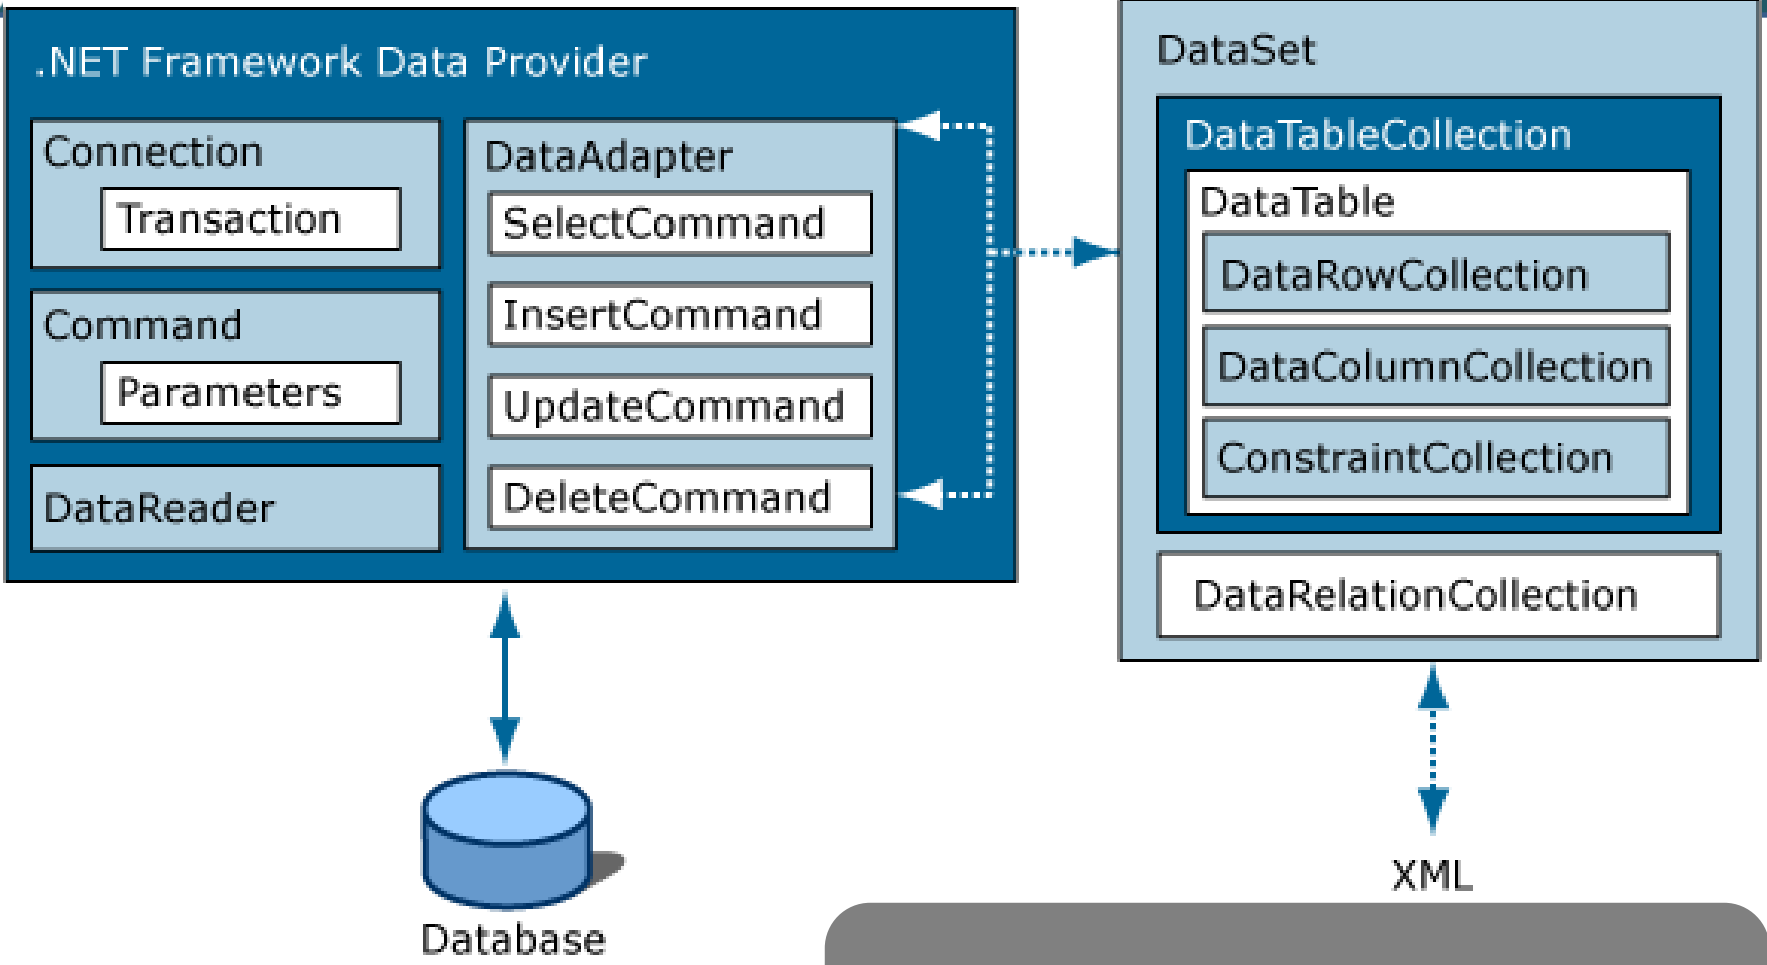 .NET Framework Data Provider
Connection
Transaction
Command
Parameters
DataReader
DataAdapter
SelectCommand
InsertCommand
UpdateCommand
DeleteCommand
Database
DataSet
DataTableCollection
DataTable
DataRowCollection
DataColumnCollection
ConstraintCollection
DataRelationCollection
XML